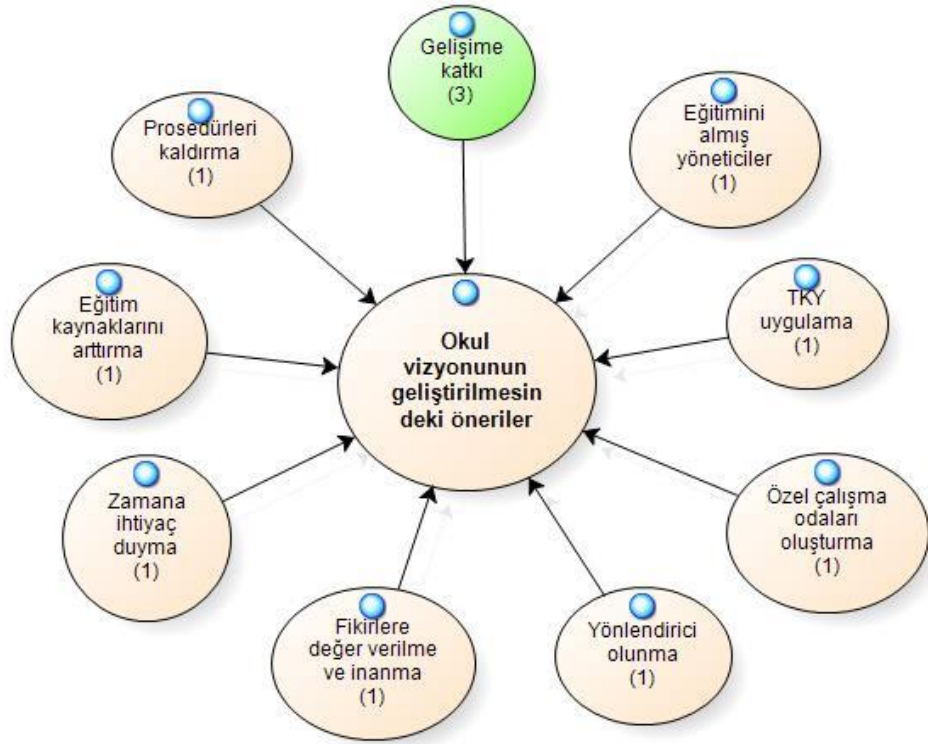 Gelişime
katkı
(3)
Prosedürleri
kaldırma
(1)
Eğitimini
almış
yöneticiler
(1)
Eğitim
kaynaklarını
arttırma
(1)
TKY
uygulama
(1)
Okul
vizyonunun
geliştirilmesin
deki öneriler
Zamana
ihtiyaç
duyma
(1)
Özel çalışma
odaları
oluşturma
(1)
Fikirlere
değer verilme
ve inanma
(1)
Yönlendirici
olunma
(1)